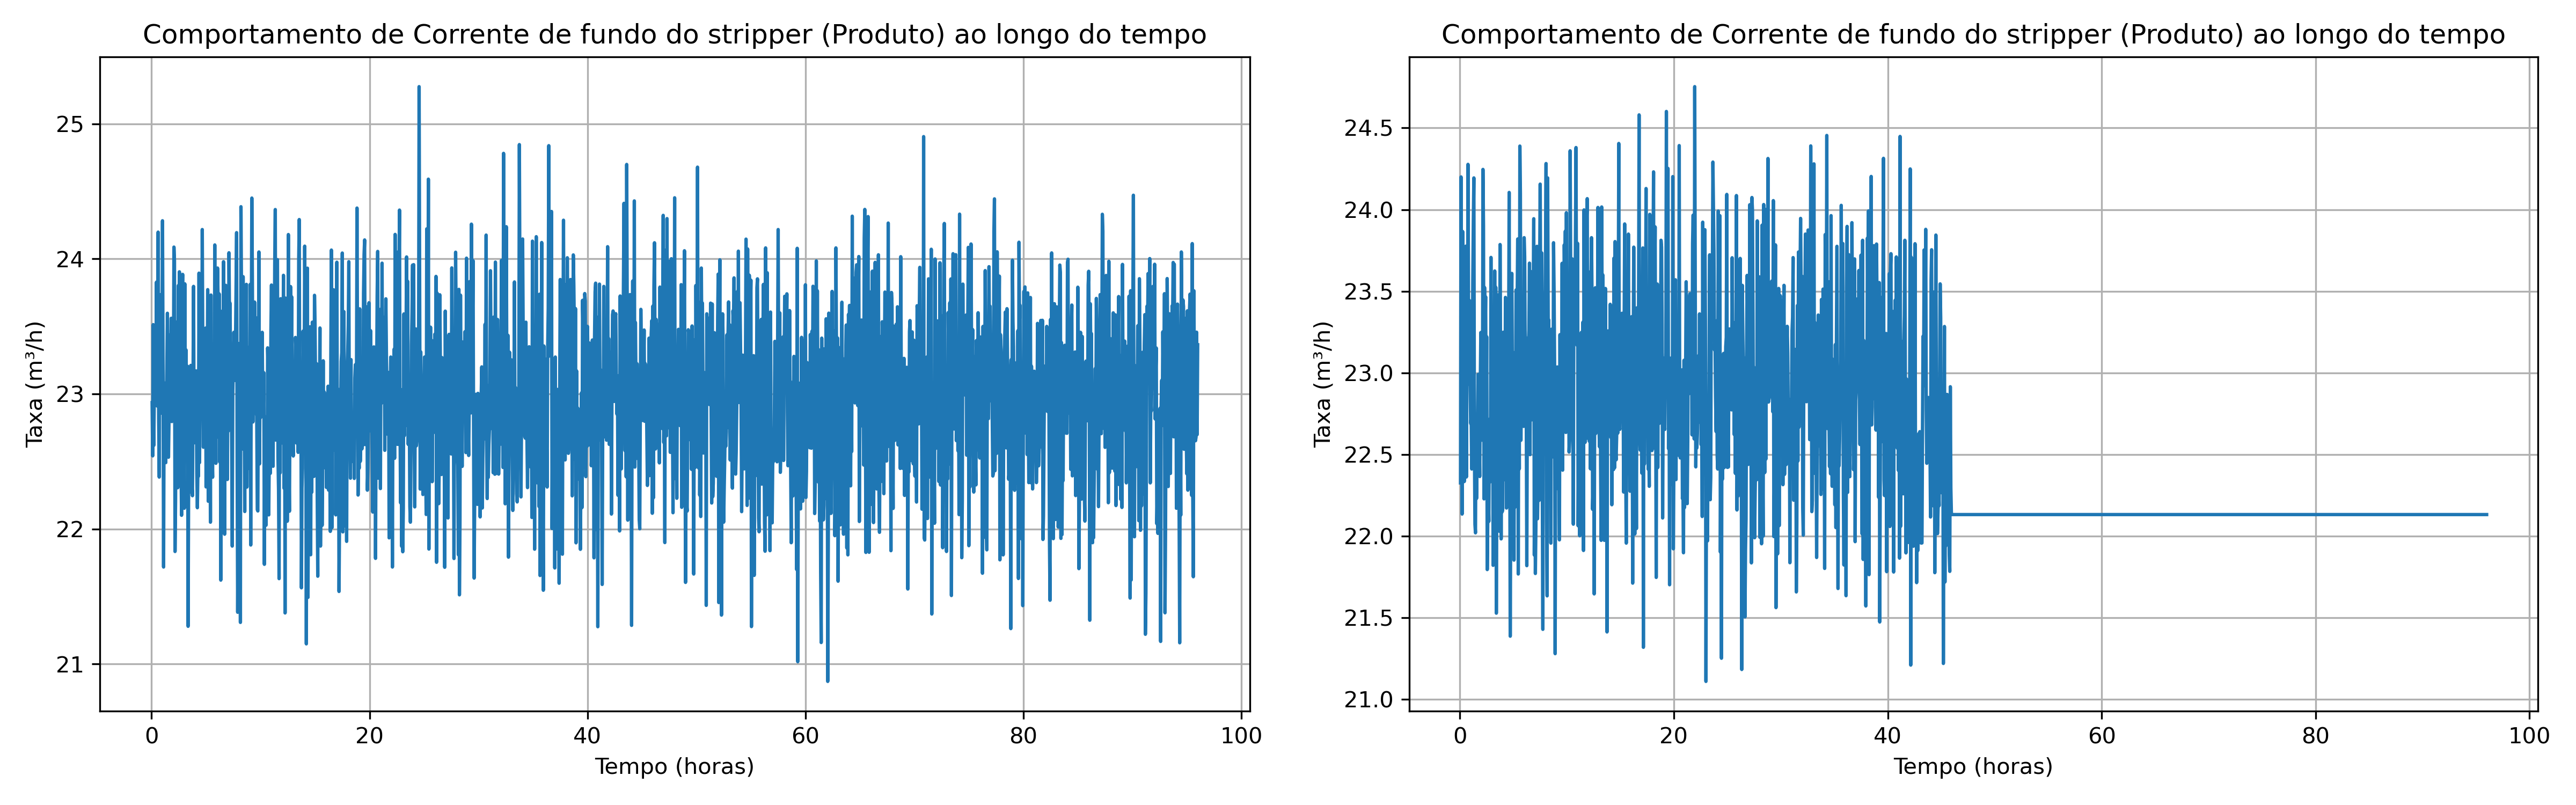 Comportamento de Corrente de fundo do stripper (Produto) ao longo do tempo
25
24
23
22
21
Taxa (m³/h)
0 20 40 60 80 100
Tempo (horas)
Comportamento de Corrente de fundo do stripper (Produto) ao longo do tempo
24.5
24.0
23.5
23.0
22.5
22.0
21.5
21.0
Taxa (m³/h)
0 20 40 60 80 100
Tempo (horas)